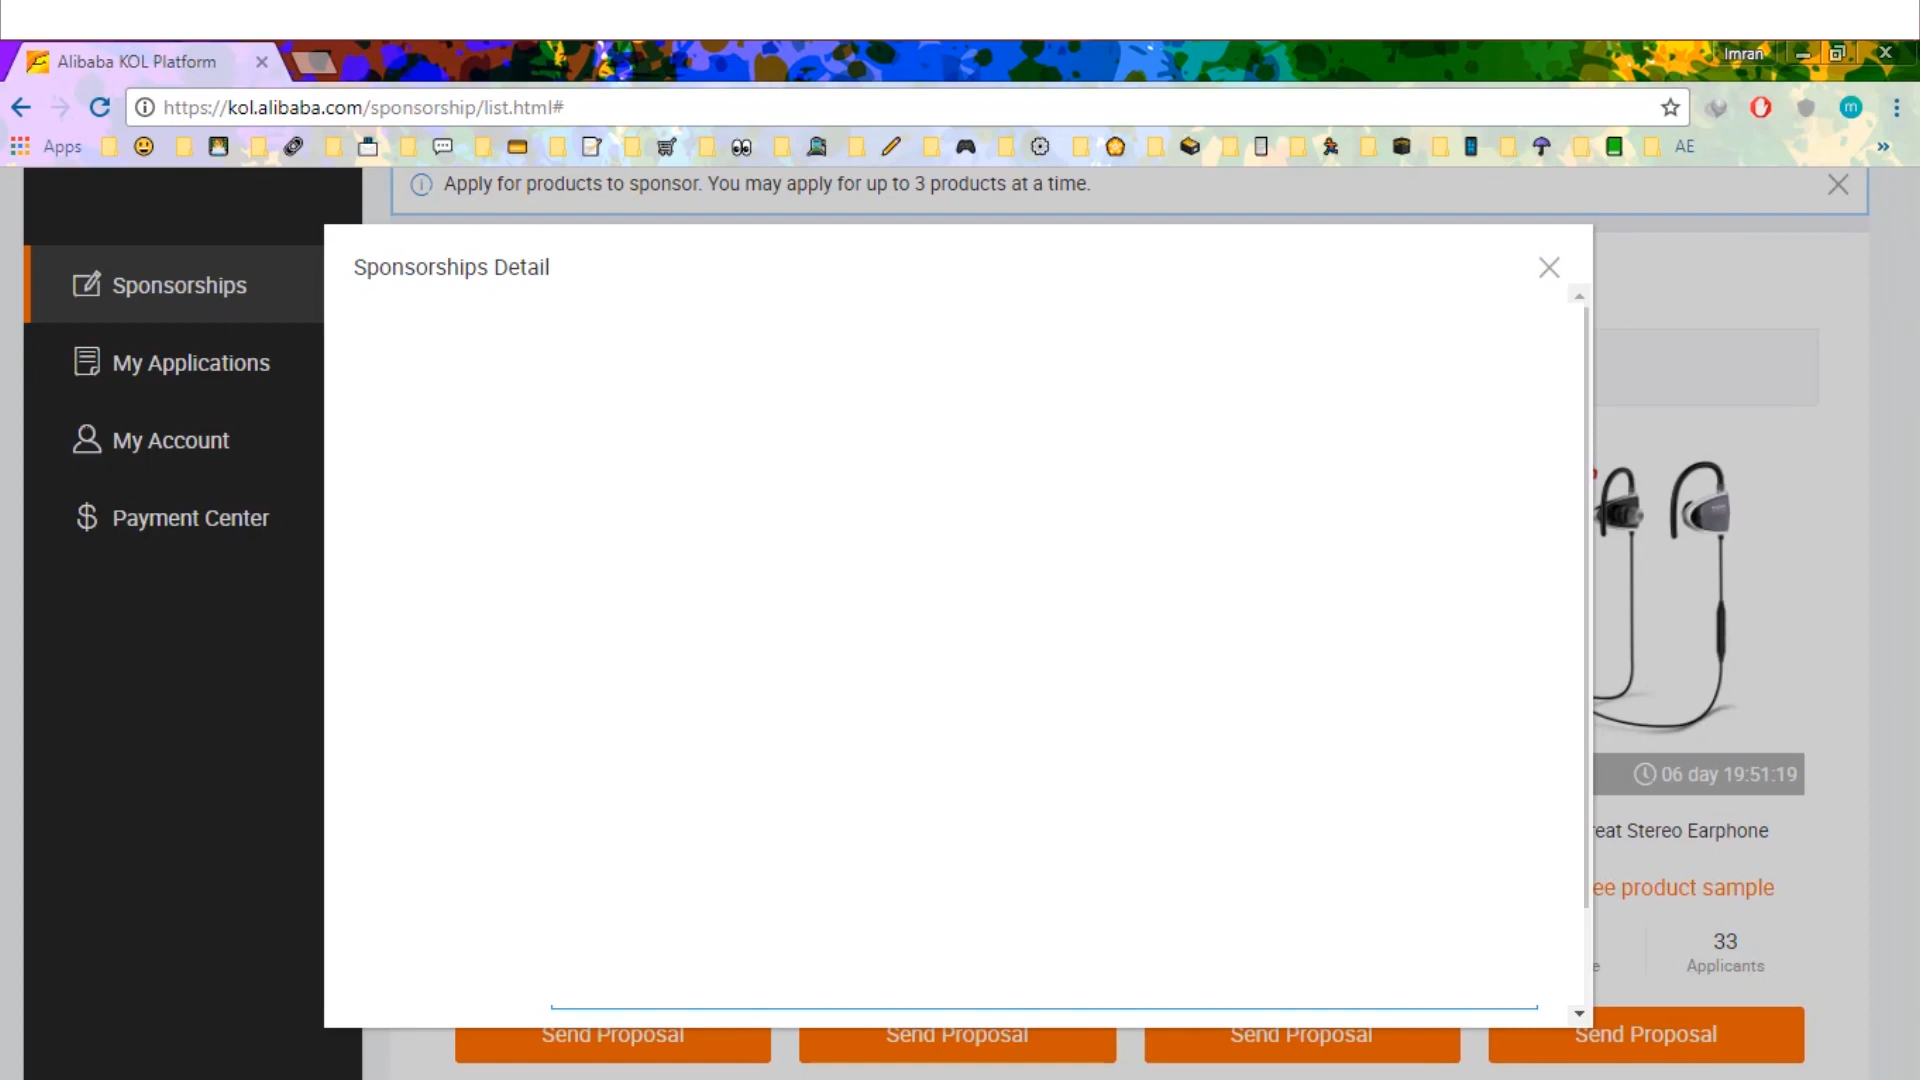 Alibaba KOL Platform
Imran
https://kol.alibaba.com/sponsorship/list.html#
m
Apps
AE
»
Apply for products to sponsor. You may apply for up to 3 products at a time.
Sponsorships Detail
Sponsorships
My Applications
My Account
Payment Center
06 day 19:51:19
Stereo Earphone
product sample
33
Applicants
Send Proposal
Send Proposal
Send Proposal
Send Proposal